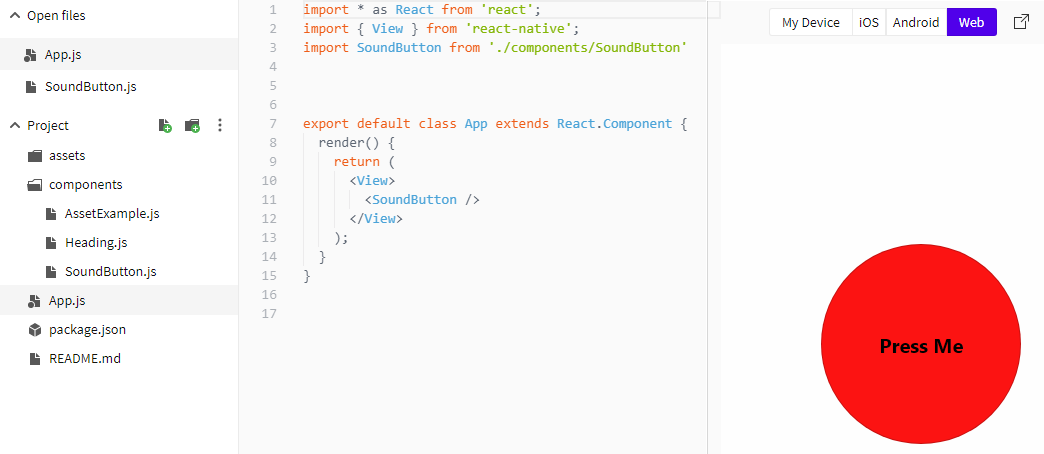 Open files
App.js
SoundButton.js
Project
assets
components
AssetExample.js
Heading.js
SoundButton.js
App.js
package.json
README.md
1 import * as React from 'react';
2 import { View } from 'react-native';
3 import SoundButton from './components/SoundButton'
4
5
6
7 export default class App extends React.Component {
8   render() {
9     return (
10       <View>
11         <SoundButton />
12       </View>
13     );
14   }
15 }
16
17
My Device iOS Android Web
Press Me